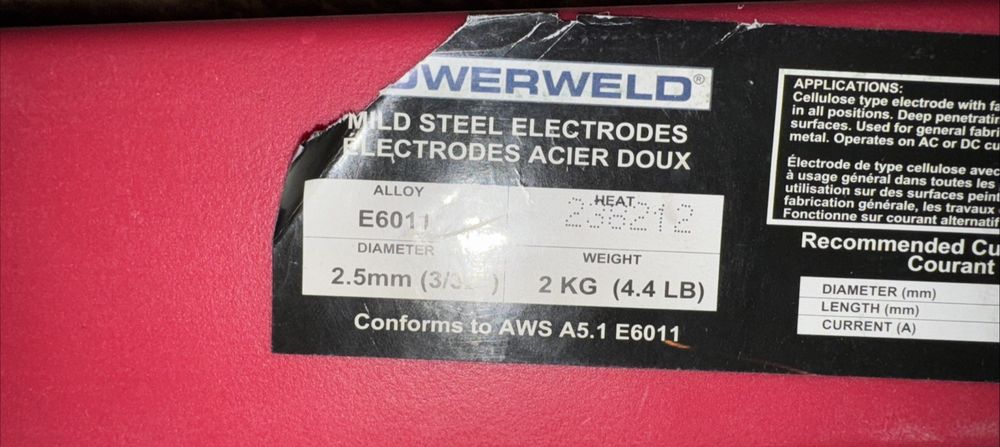 OWERWELD®
MILD STEEL ELECTRODES
ÉLECTRODES ACIER DOUX
ALLOY
E6011
HEAT
238212
DIAMETER
2.5mm (3/32
WEIGHT
2 KG (4.4 LB)
Conforms to AWS A5.1 E6011
APPLICATIONS:
Cellulose type electrode with fa
in all positions. Deep penetratin
surfaces. Used for general fabri
metal. Operates on AC or DC cu
Électrode de type cellulose avec
à usage général dans toutes les
utilisation sur des surfaces peint
fabrication générale, les travaux
Fonctionne sur courant alternatif
Recommended Cu
Courant
DIAMETER (mm)
LENGTH (mm)
CURRENT (A)